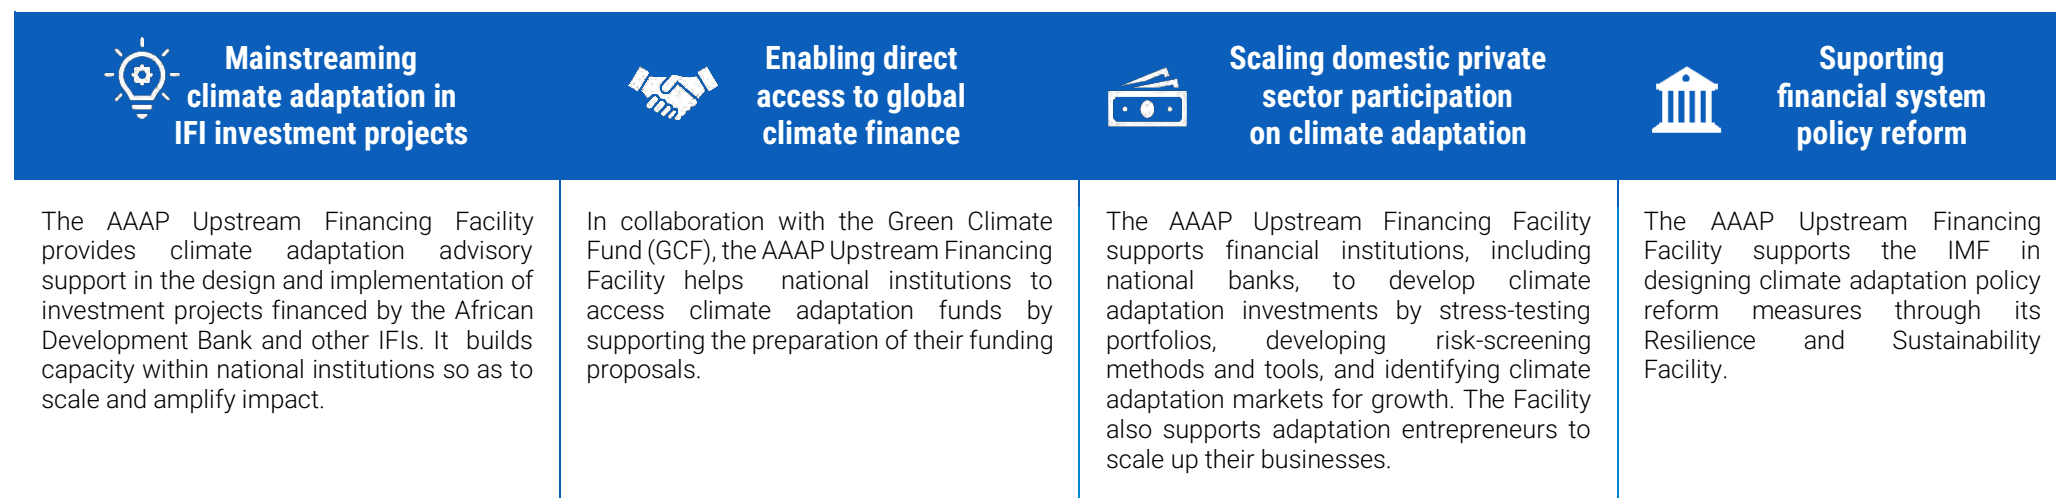 Mainstreaming
climate adaptation in
IFI investment projects
The AAAP Upstream Financing Facility
provides climate adaptation advisory
support in the design and implementation of
investment projects financed by the African
Development Bank and other IFIs. It builds
capacity within national institutions so as to
scale and amplify impact.
Enabling direct
access to global
climate finance
In collaboration with the Green Climate
Fund (GCF), the AAAP Upstream Financing
Facility helps national institutions to
access climate adaptation funds by
supporting the preparation of their funding
proposals.
Scaling domestic private
sector participation
on climate adaptation
The AAAP Upstream Financing Facility
supports financial institutions, including
national banks, to develop climate
adaptation investments by stress-testing
portfolios, developing risk-screening
methods and tools, and identifying climate
adaptation markets for growth. The Facility
also supports adaptation entrepreneurs to
scale up their businesses.
Suporting
financial system
policy reform
The AAAP Upstream Financing
Facility supports the IMF in
designing climate adaptation policy
reform measures through its
Resilience and Sustainability
Facility.